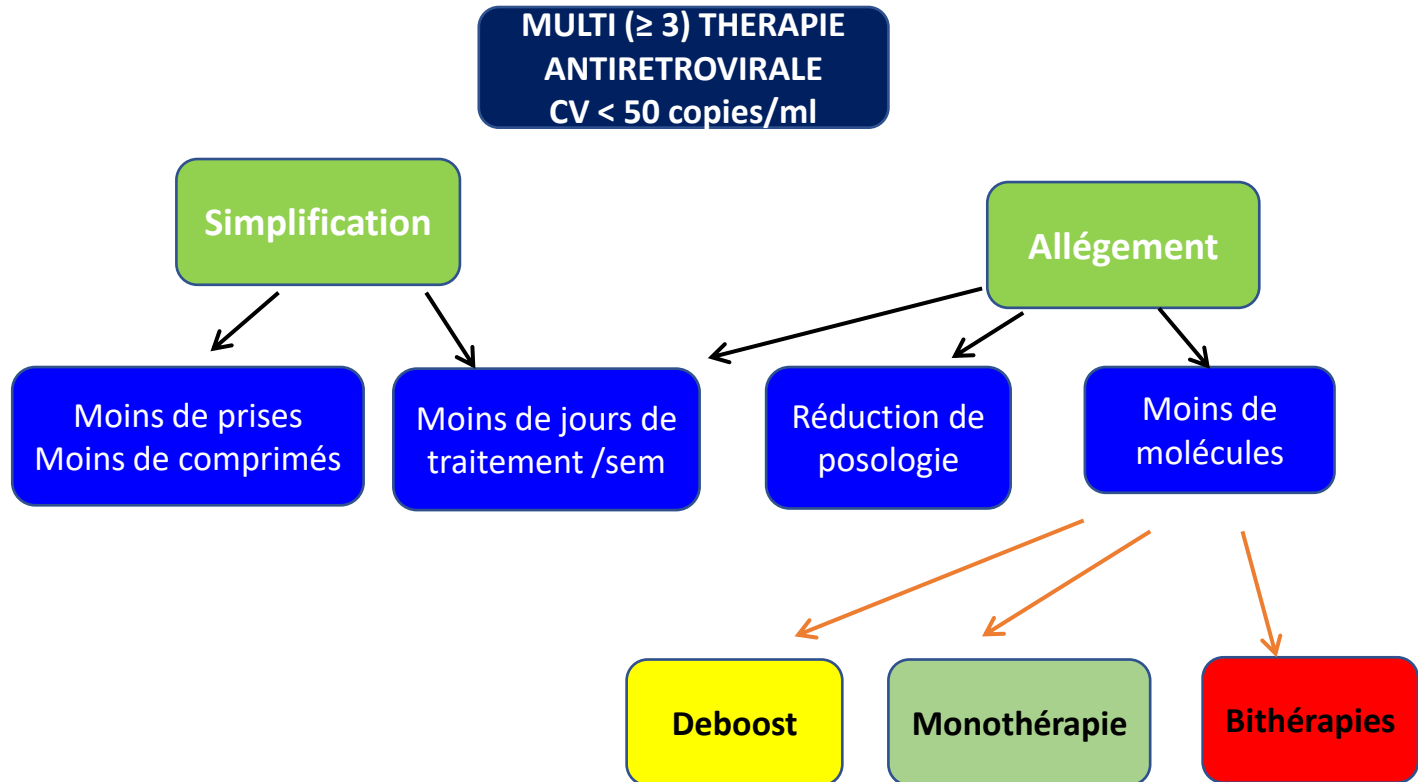 MULTI (≥ 3) THERAPIE
ANTIRETROVIRALE
CV < 50 copies/ml
Simplification
Allégement
Moins de prises
Moins de comprimés
Moins de jours de
traitement /sem
Réduction de
posologie
Moins de
molécules
Deboost
Monothérapie
Bithérapies